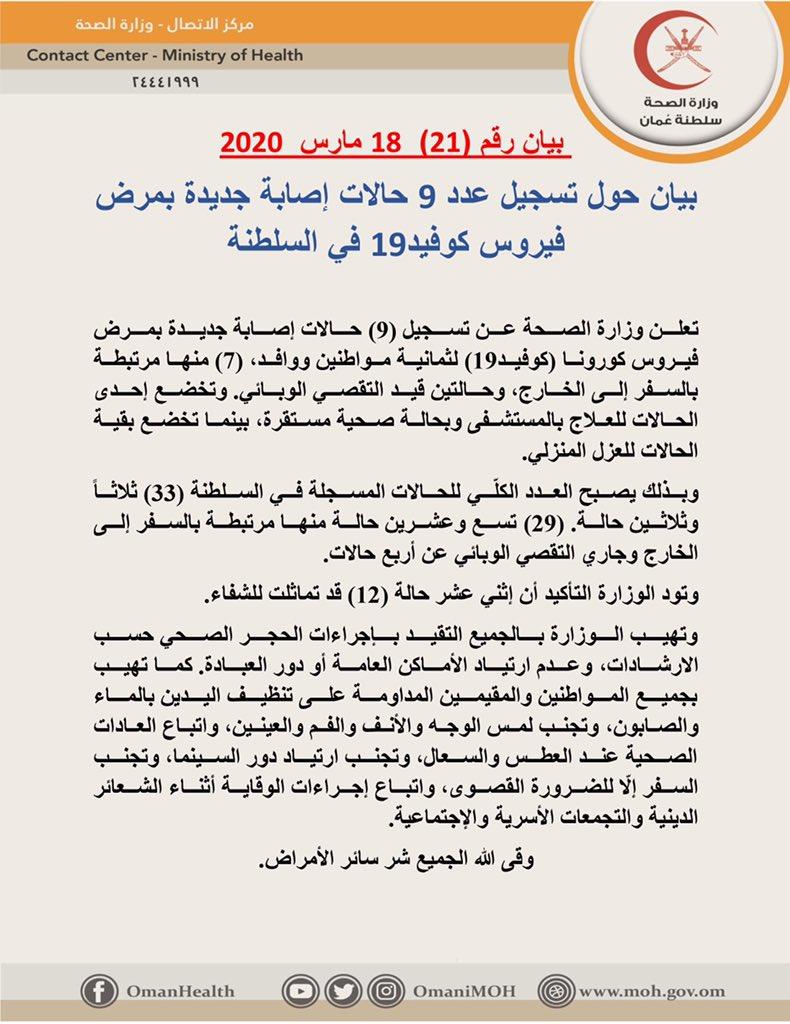 مركز الاتصال - وزارة الصحة
Contact Center - Ministry of Health
٢٤٤٤١٩٩٩
وزارة الصحة
سلطنة عُمان
بيان رقم (21) 18 مارس 2020
بيان حول تسجيل عدد 9 حالات إصابة جديدة بمرض
فيروس كوفيد19 في السلطنة
تعلن وزارة الصحة عن تسجيل (9) حالات إصابة جديدة بمرض
فيروس كورونا (كوفيد19) لثمانية مواطنين ووافد، (7) منها مرتبطة
بالسفر إلى الخارج، وحالتين قيد التقصي الوبائي. وتخضع إحدى
الحالات للعلاج بالمستشفى وبحالة صحية مستقرة، بينما تخضع بقية
الحالات للعزل المنزلي.
وبذلك يصبح العدد الكلّي للحالات المسجلة في السلطنة (33) ثلاثاً
وثلاثين حالة. (29) تسع وعشرين حالة منها مرتبطة بالسفر إلى
الخارج وجاري التقصي الوبائي عن أربع حالات.
وتود الوزارة التأكيد أن إثني عشر حالة (12) قد تماثلت للشفاء.
وتهيب الوزارة بالجميع التقيد بإجراءات الحجر الصحي حسب
الارشادات، وعدم ارتياد الأماكن العامة أو دور العبادة. كما تهيب
بجميع المواطنين والمقيمين المداومة على تنظيف اليدين بالماء
والصابون، وتجنب لمس الوجه والأنف والفم والعينين، واتباع العادات
الصحية عند العطس والسعال، وتجنب ارتياد دور السينما، وتجنب
السفر إلّا للضرورة القصوى، واتباع إجراءات الوقاية أثناء الشعائر
الدينية والتجمعات الأسرية والإجتماعية.
وقى الله الجميع شر سائر الأمراض.
OmanHealth
OmaniMOH
www.moh.gov.om